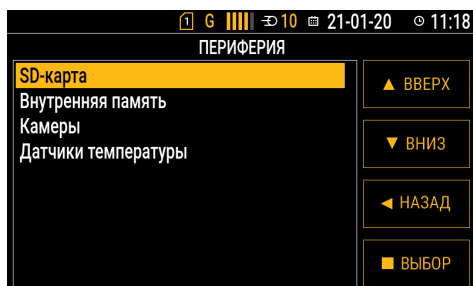 1 G 10 21-01-20 11:18
ПЕРИФЕРИЯ
SD-карта
Внутренняя память
Камеры
Датчики температуры
▲ ВВЕРХ
▼ ВНИЗ
◀ НАЗАД
■ ВЫБОР